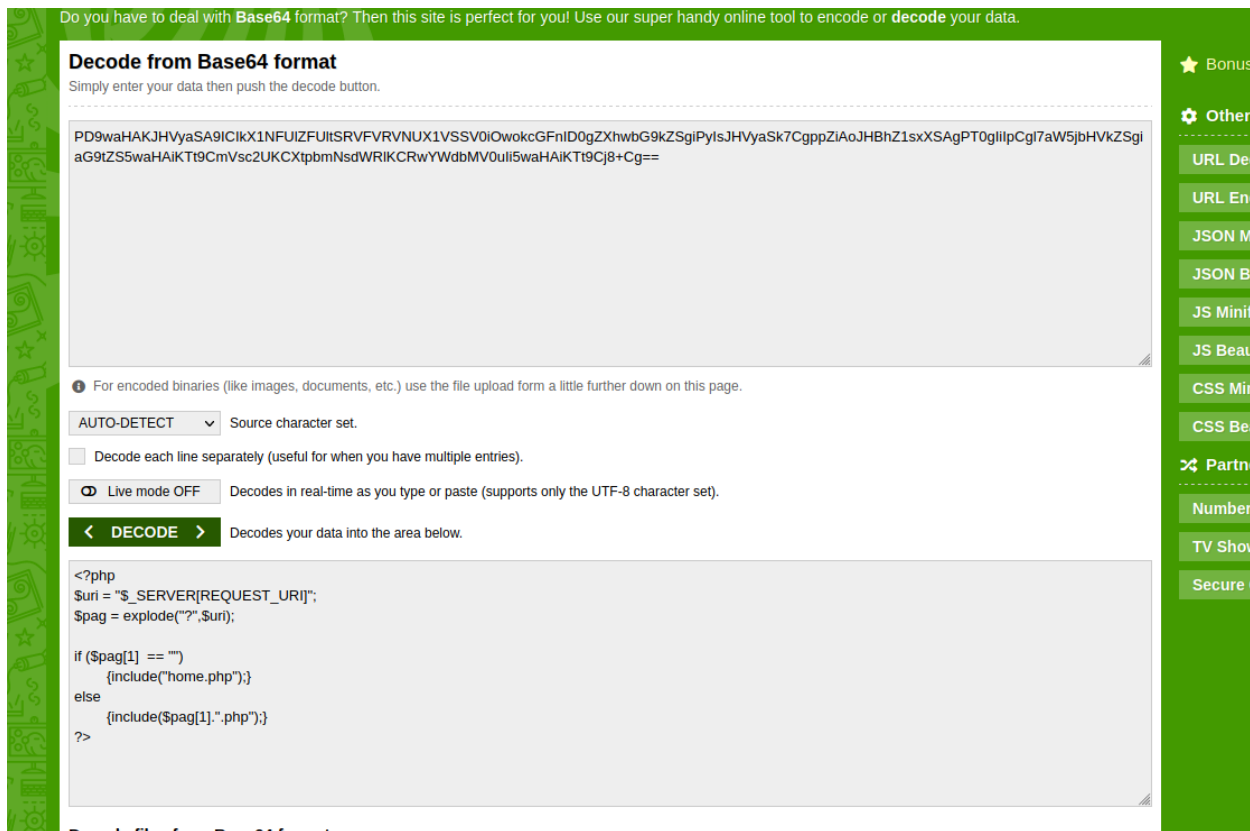 Do you have to deal with Base64 format? Then this site is perfect for you! Use our super handy online tool to encode or decode your data.
Decode from Base64 format
Simply enter your data then push the decode button.
PD9waHAKJHVyaSA9ICIkX1NFUlZFUltSRVFVRVNUX1VSSV0iOwokcGFnID0gZXhwbG9kZSgiPyIsJHVyaSk7CgppZiAoJHBhZ1sxXSAgPT0gIiIpCgl7aW5jbHVkZSgi
aG9tZS5waHAiKTt9CmVsc2UKCXtpbmNsdWRlKCRwYWdbMV0uIi5waHAiKTt9Cj8+Cg==
For encoded binaries (like images, documents, etc.) use the file upload form a little further down on this page.
AUTO-DETECT Source character set.
Decode each line separately (useful for when you have multiple entries).
Live mode OFF Decodes in real-time as you type or paste (supports only the UTF-8 character set).
< DECODE > Decodes your data into the area below.
<?php
$uri = "$_SERVER[REQUEST_URI]";
$pag = explode("?",$uri);
if ($pag[1]  == "")
{include("home.php");}
else
{include($pag[1].".php");}
?>
Bonus
Other
URL De
URL En
JSON M
JSON B
JS Minif
JS Beau
CSS Min
CSS Bea
Partne
Number
TV Show
Secure